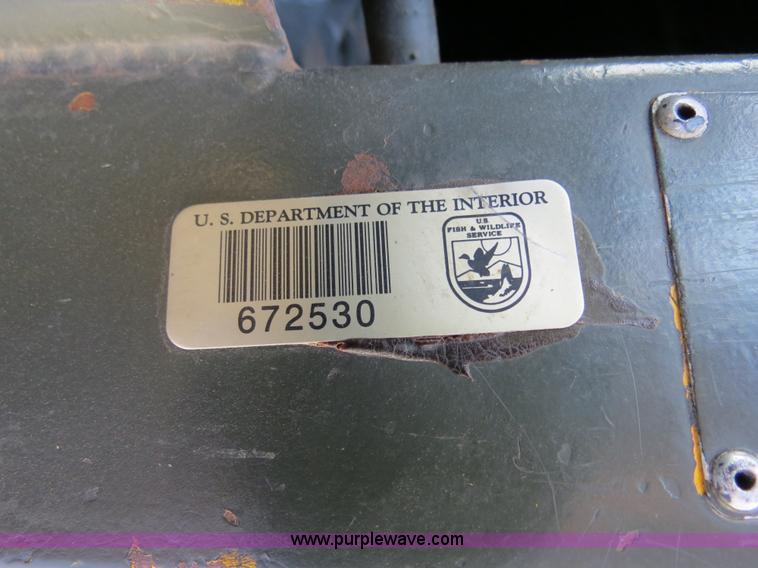 U. S. DEPARTMENT OF THE INTERIOR
U.S.
FISH & WILDLIFE
SERVICE
672530
www.purplewave.com